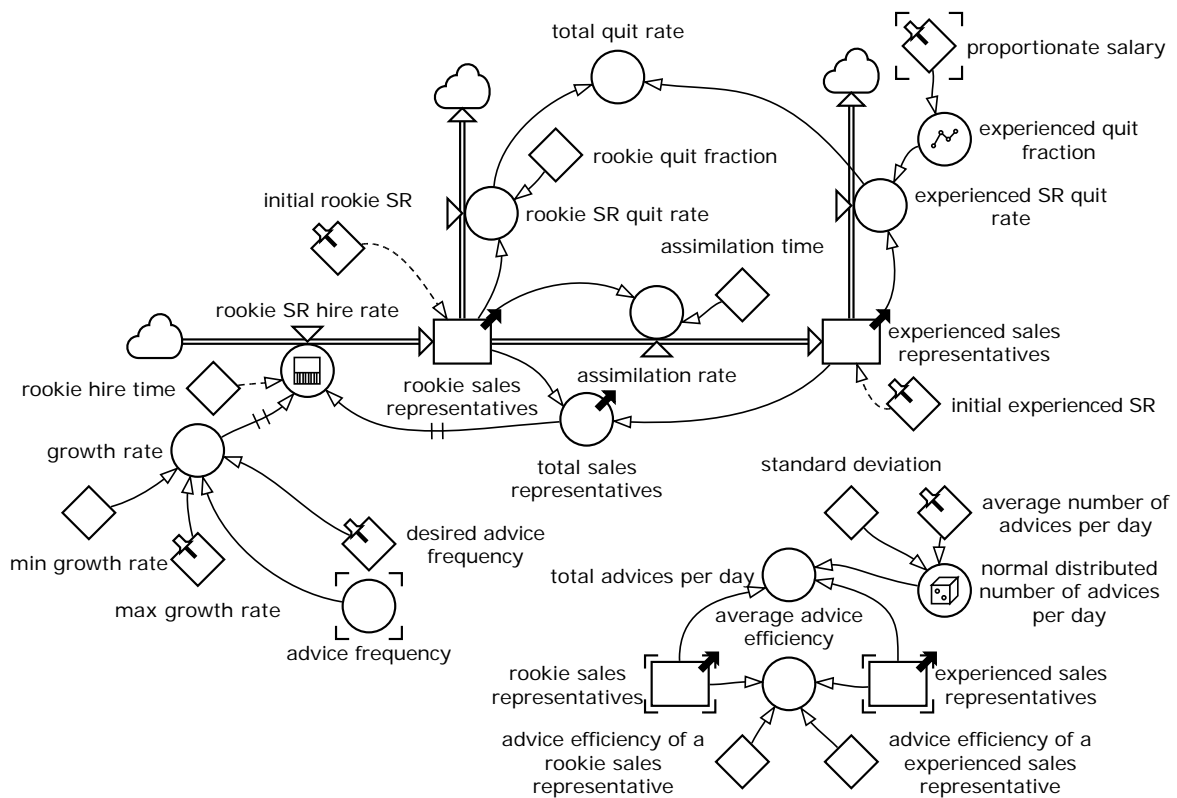 total quit rate
proportionate salary
experienced quit
fraction
rookie quit fraction
initial rookie SR
rookie SR quit rate
experienced SR quit
rate
assimilation time
rookie SR hire rate
experienced sales
representatives
rookie hire time
rookie sales
representatives
assimilation rate
initial experienced SR
growth rate
total sales
representatives
standard deviation
average number of
advices per day
min growth rate
desired advice
frequency
max growth rate
advice frequency
total advices per day
normal distributed
number of advices
per day
average advice
efficiency
rookie sales
representatives
experienced sales
representatives
advice efficiency of a
rookie sales
representative
advice efficiency of a
experienced sales
representative